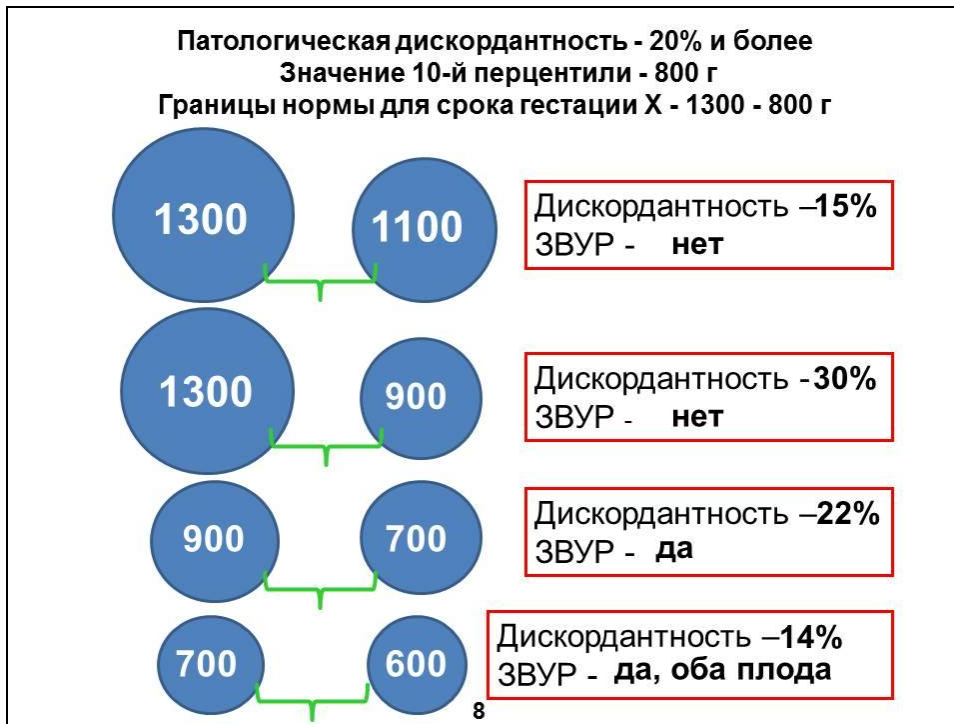 Патологическая дискордантность - 20% и более
Значение 10-й перцентили - 800 г
Границы нормы для срока гестации X - 1300 - 800 г
1300
1100
Дискордантность –15%
ЗВУР - нет
1300
900
Дискордантность -30%
ЗВУР - нет
900
700
Дискордантность –22%
ЗВУР - да
700
600
Дискордантность –14%
ЗВУР - да, оба плода
8